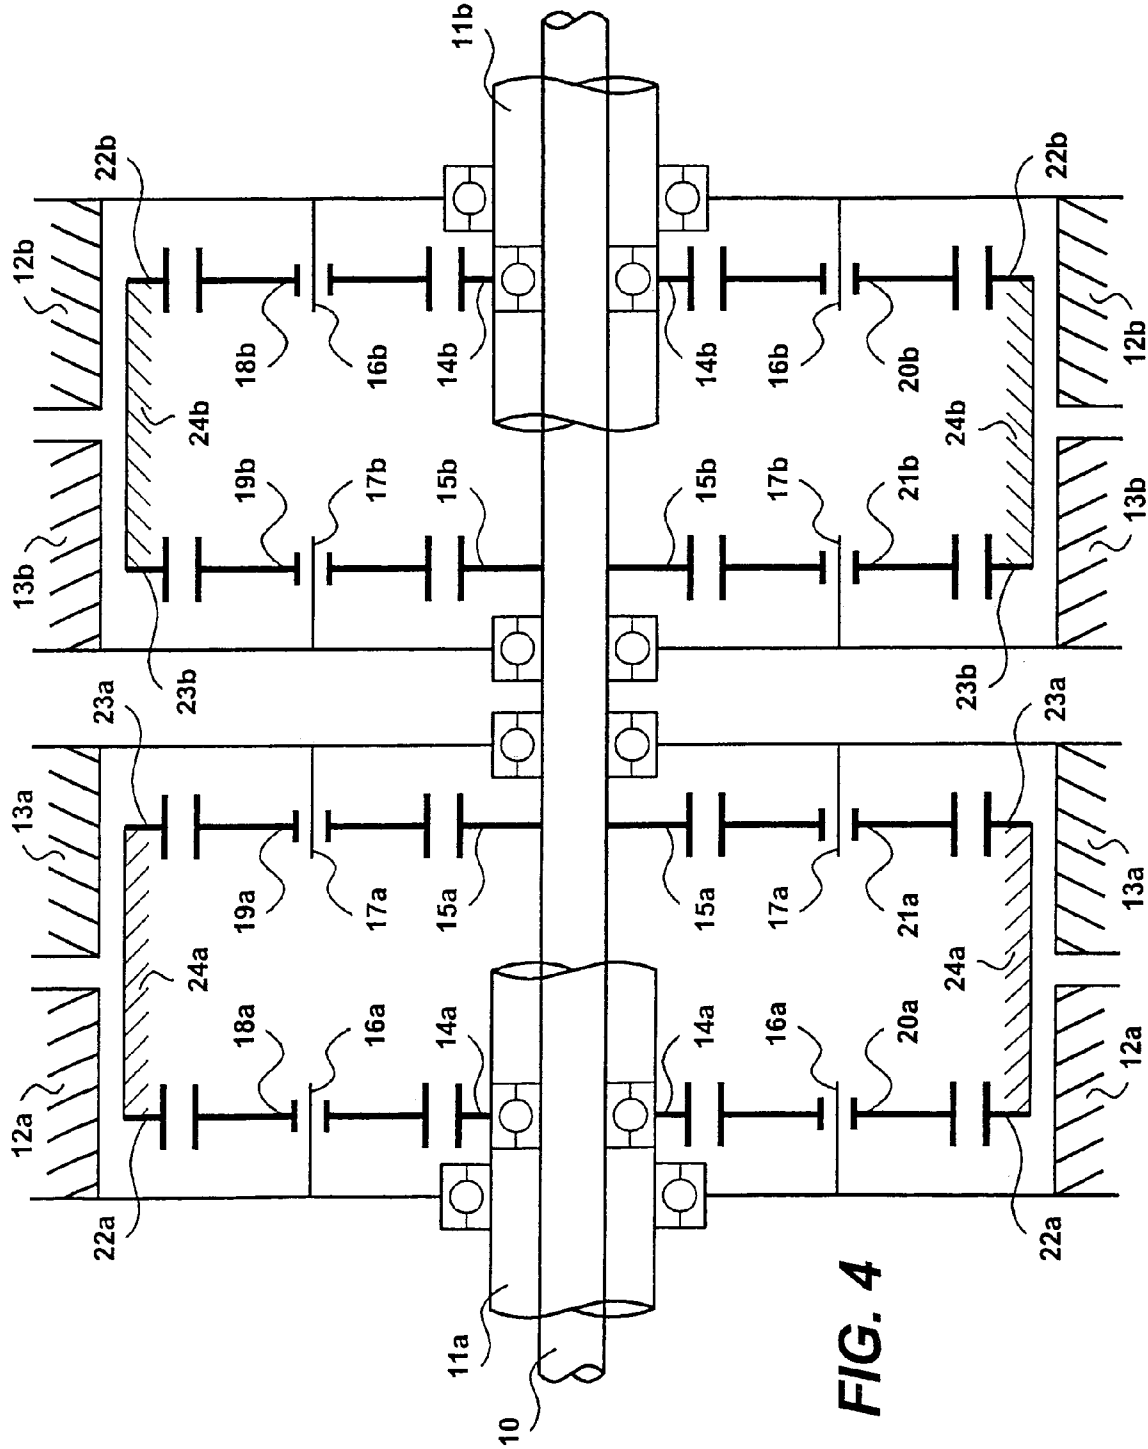 12a 13a 13b 12b
22a 23a 22b
24a 23b 24b
18a 19a 19b 18b
16a 17a 17b 16b
14a 15a 15b 14b
11a 11b
10
14a 15a 15b 14b
16a 17a 17b 16b
FIG. 4
20a 21a 21b 20b
24a 23b 24b
22a 23a 22b
12a 13a 13b 12b